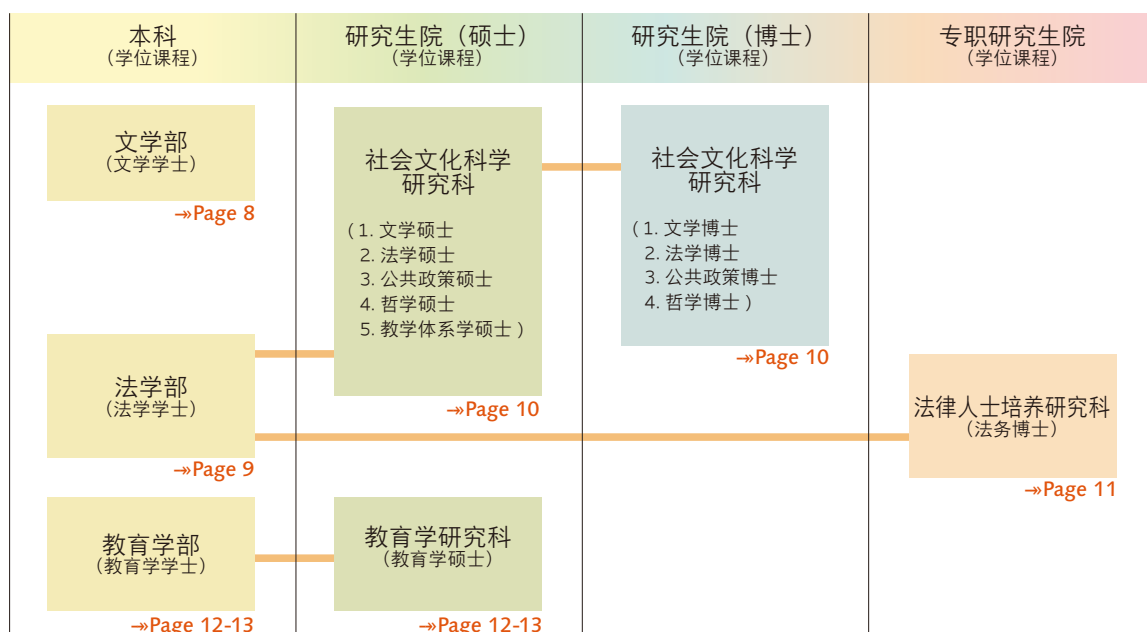 本科
(学位课程)
研究生院（硕士）
(学位课程)
研究生院（博士）
(学位课程)
专职研究生院
(学位课程)
文学部
(文学学士)
→Page 8
社会文化科学
研究科
( 1. 文学硕士
2. 法学硕士
3. 公共政策硕士
4. 哲学硕士
5. 教学体系学硕士 )
→Page 10
社会文化科学
研究科
( 1. 文学博士
2. 法学博士
3. 公共政策博士
4. 哲学博士 )
→Page 10
法学部
(法学学士)
→Page 9
法律人士培养研究科
(法务博士)
→Page 11
教育学部
(教育学学士)
→Page 12-13
教育学研究科
(教育学硕士)
→Page 12-13